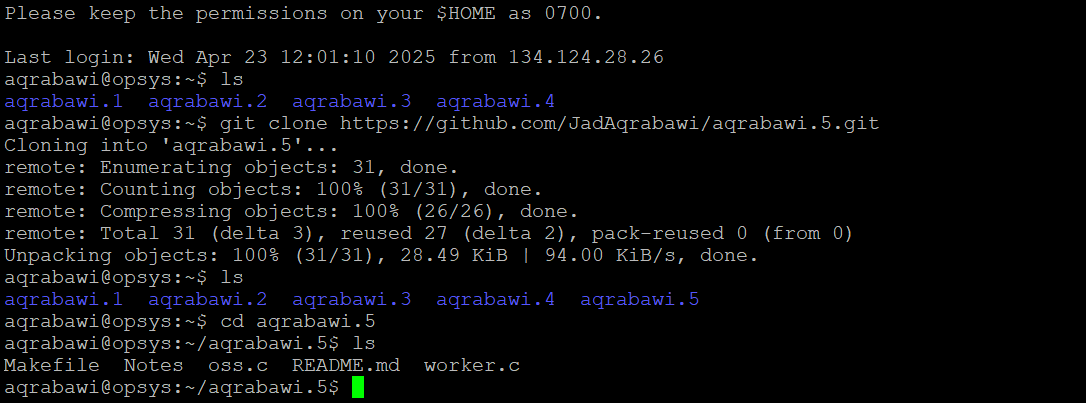 Please keep the permissions on your $HOME as 0700.
Last login: Wed Apr 23 12:01:10 2025 from 134.124.28.26
aqrabawi@opsys:~$ ls
aqrabawi.1  aqrabawi.2  aqrabawi.3  aqrabawi.4
aqrabawi@opsys:~$ git clone https://github.com/JadAqrabawi/aqrabawi.5.git
Cloning into 'aqrabawi.5'...
remote: Enumerating objects: 31, done.
remote: Counting objects: 100% (31/31), done.
remote: Compressing objects: 100% (26/26), done.
remote: Total 31 (delta 3), reused 27 (delta 2), pack-reused 0 (from 0)
Unpacking objects: 100% (31/31), 28.49 KiB | 94.00 KiB/s, done.
aqrabawi@opsys:~$ ls
aqrabawi.1  aqrabawi.2  aqrabawi.3  aqrabawi.4  aqrabawi.5
aqrabawi@opsys:~$ cd aqrabawi.5
aqrabawi@opsys:~/aqrabawi.5$ ls
Makefile  Notes  oss.c  README.md  worker.c
aqrabawi@opsys:~/aqrabawi.5$